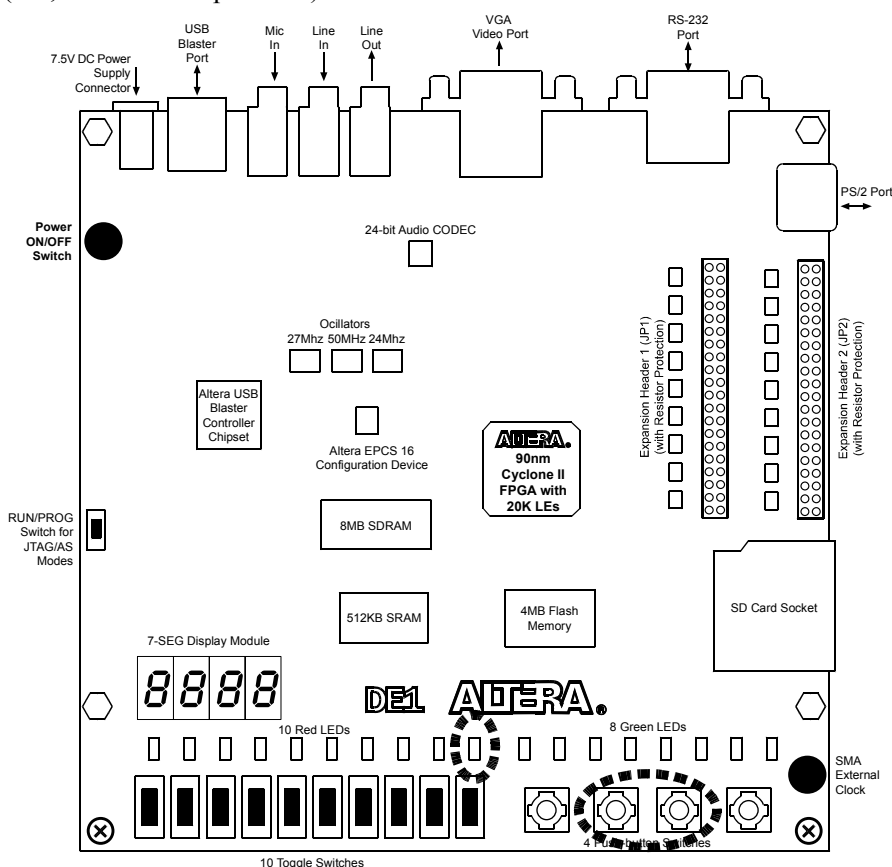 USB
Blaster
Port
Mic
In
Line
In
Line
Out
VGA
Video Port
RS-232
Port
7.5V DC Power
Supply
Connector
PS/2 Port
Power
ON/OFF
Switch
24-bit Audio CODEC
Ocillators
27Mhz 50MHz 24Mhz
Expansion Header 1 (JP1)
(with Resistor Protection)
Expansion Header 2 (JP2)
(with Resistor Protection)
Altera USB
Blaster
Controller
Chipset
Altera EPCS 16
Configuration Device
ALTERA.
90nm
Cyclone II
FPGA with
20K LEs
RUN/PROG
Switch for
JTAG/AS
Modes
8MB SDRAM
512KB SRAM
4MB Flash
Memory
SD Card Socket
7-SEG Display Module
8888
DE1 ALTERA®
10 Red LEDs
8 Green LEDs
SMA
External
Clock
4 Push-button Switches
10 Toggle Switches